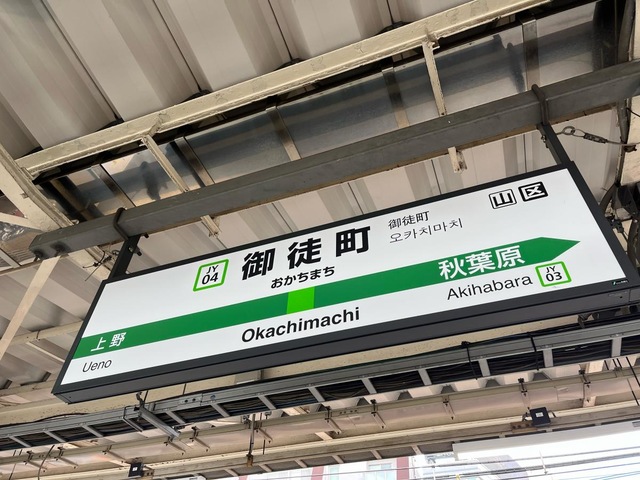 山 区
JY
04
御徒町
おかちまち
御徒町
오카치마치
上野
秋葉原
Ueno
Okachimachi
Akihabara
JY
03